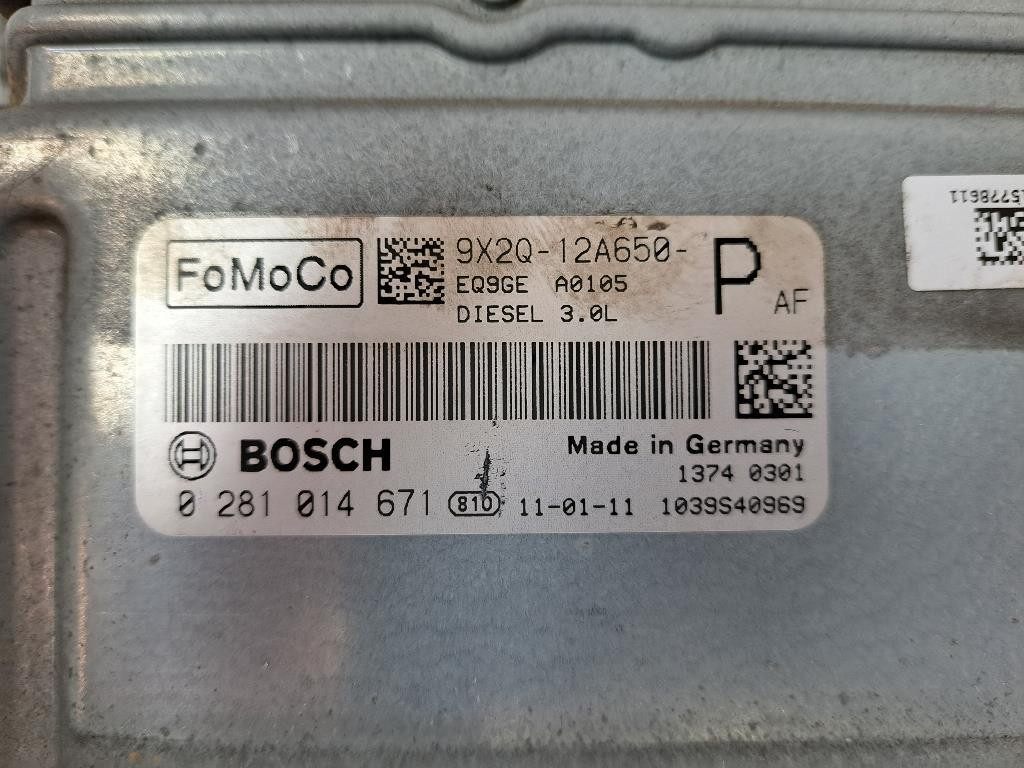 FoMoCo
9X2Q-12A650-
P
AF
EQ9GE A0105
DIESEL 3.0L
BOSCH
Made in Germany
1374 0301
0 281 014 671 810 11-01-11 1039S40969